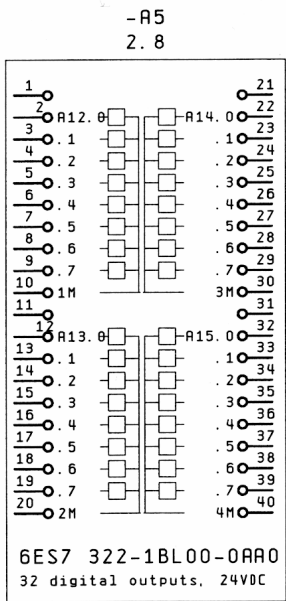 -A5
2.8
1 21
2 A12.0 A14.0 22
3 .1 .1 23
4 .2 .2 24
5 .3 .3 25
6 .4 .4 26
7 .5 .5 27
8 .6 .6 28
9 .7 .7 29
10 1M 3M 30
11 31
12 A13.0 A15.0 32
13 .1 .1 33
14 .2 .2 34
15 .3 .3 35
16 .4 .4 36
17 .5 .5 37
18 .6 .6 38
19 .7 .7 39
20 2M 4M 40
6ES7 322-1BL00-0AA0
32 digital outputs, 24VDC